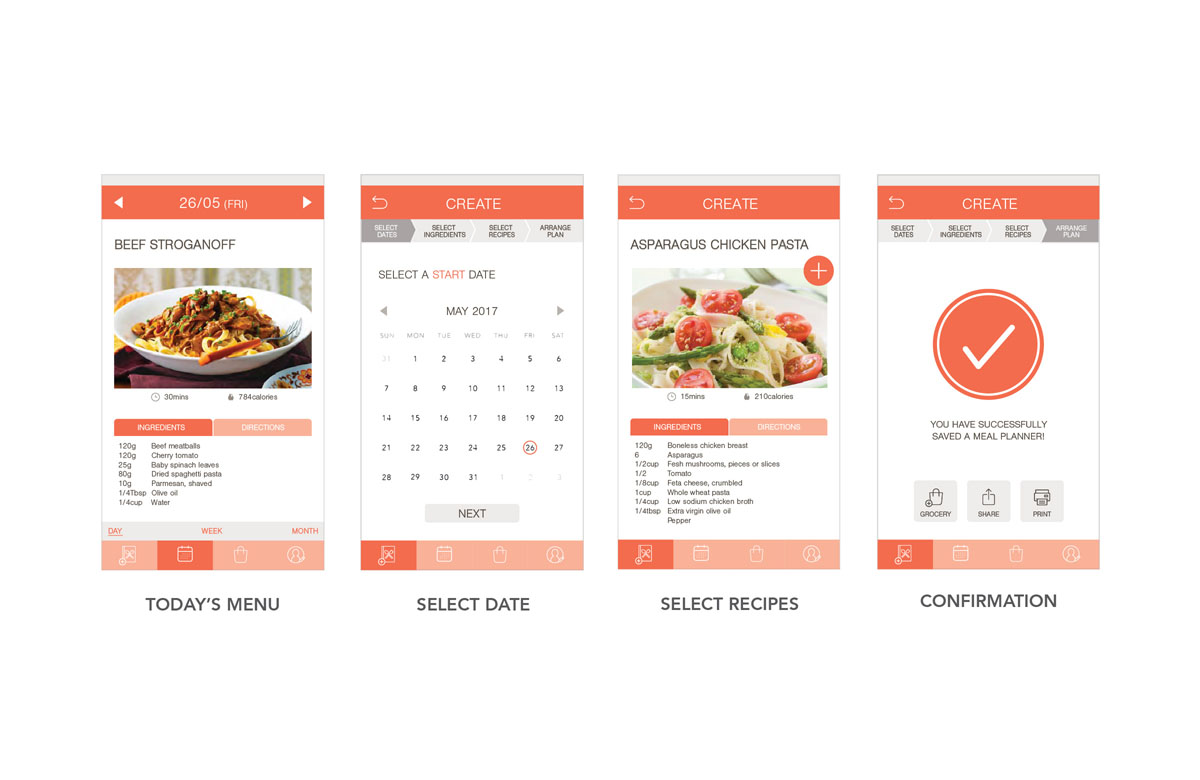 26/05 (FRI)
BEEF STROGANOFF
30mins 784calories
INGREDIENTS DIRECTIONS
120g Beef meatballs
120g Cherry tomato
25g Baby spinach leaves
80g Dried spaghetti pasta
10g Parmesan, shaved
1/4Tbsp Olive oil
1/4cup Water
DAY WEEK MONTH
TODAY'S MENU
CREATE
SELECT DATES
SELECT INGREDIENTS
SELECT RECIPES
ARRANGE PLAN
SELECT A START DATE
MAY 2017
SUN MON TUE WED THU FRI SAT
31 1 2 3 4 5 6
7 8 9 10 11 12 13
14 15 16 17 18 19 20
21 22 23 24 25 26 27
28 29 30 31 1 2 3
NEXT
SELECT DATE
CREATE
SELECT DATES
SELECT INGREDIENTS
SELECT RECIPES
ARRANGE PLAN
ASPARAGUS CHICKEN PASTA
15mins 210calories
INGREDIENTS DIRECTIONS
120g Boneless chicken breast
6 Asparagus
1/2cup Fesh mushrooms, pieces or slices
1/2 Tomato
1/8cup Feta cheese, crumbled
1cup Whole wheat pasta
1/4cup Low sodium chicken broth
1/4tbsp Extra virgin olive oil
Pepper
SELECT RECIPES
CREATE
SELECT DATES
SELECT INGREDIENTS
SELECT RECIPES
ARRANGE PLAN
YOU HAVE SUCCESSFULLY
SAVED A MEAL PLANNER!
GROCERY SHARE PRINT
CONFIRMATION